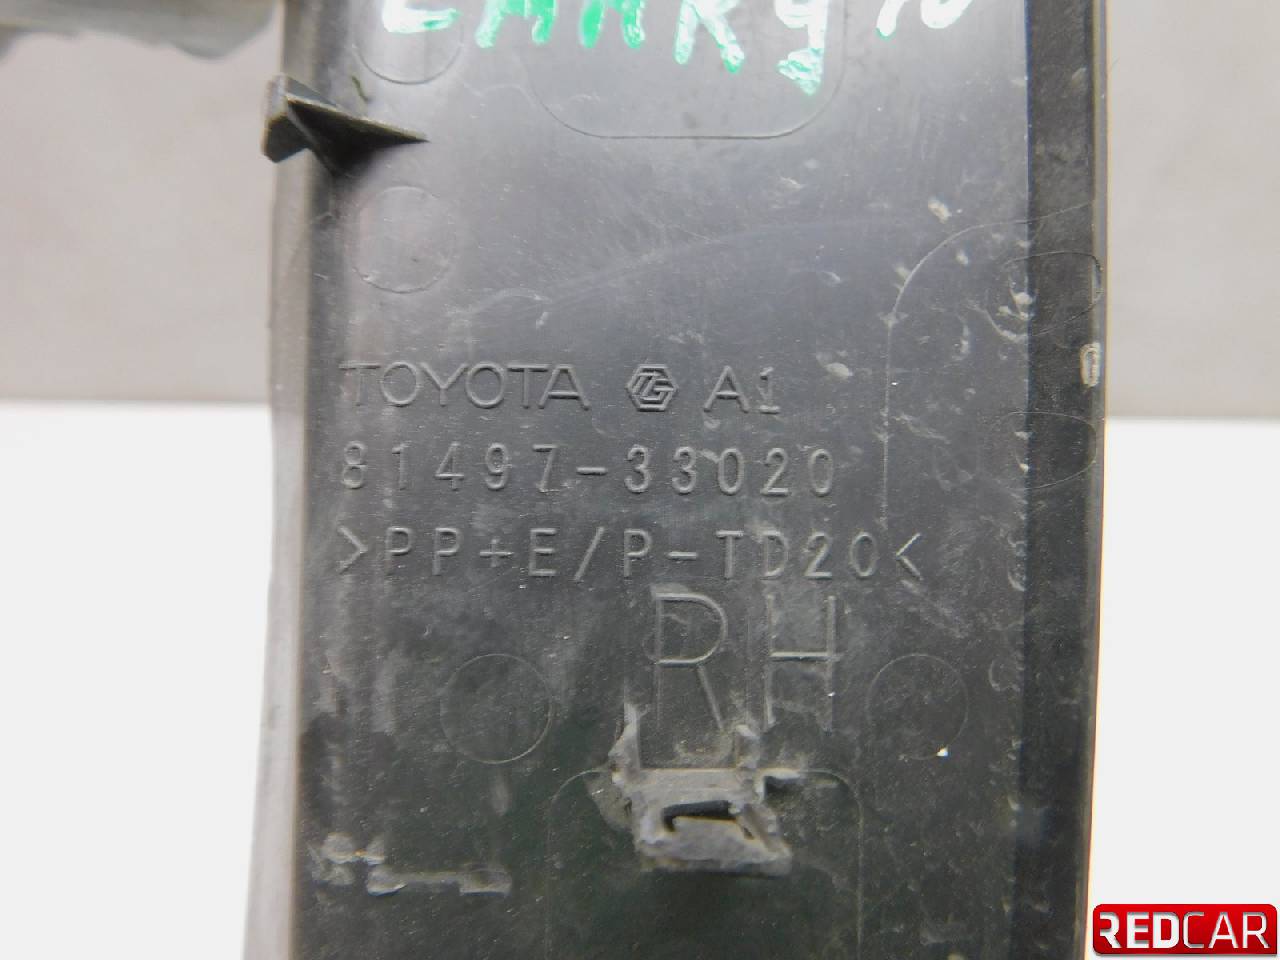 TOYOTA A1
81497-33020
>PP+E/P-TD20<
RH
REDCAR